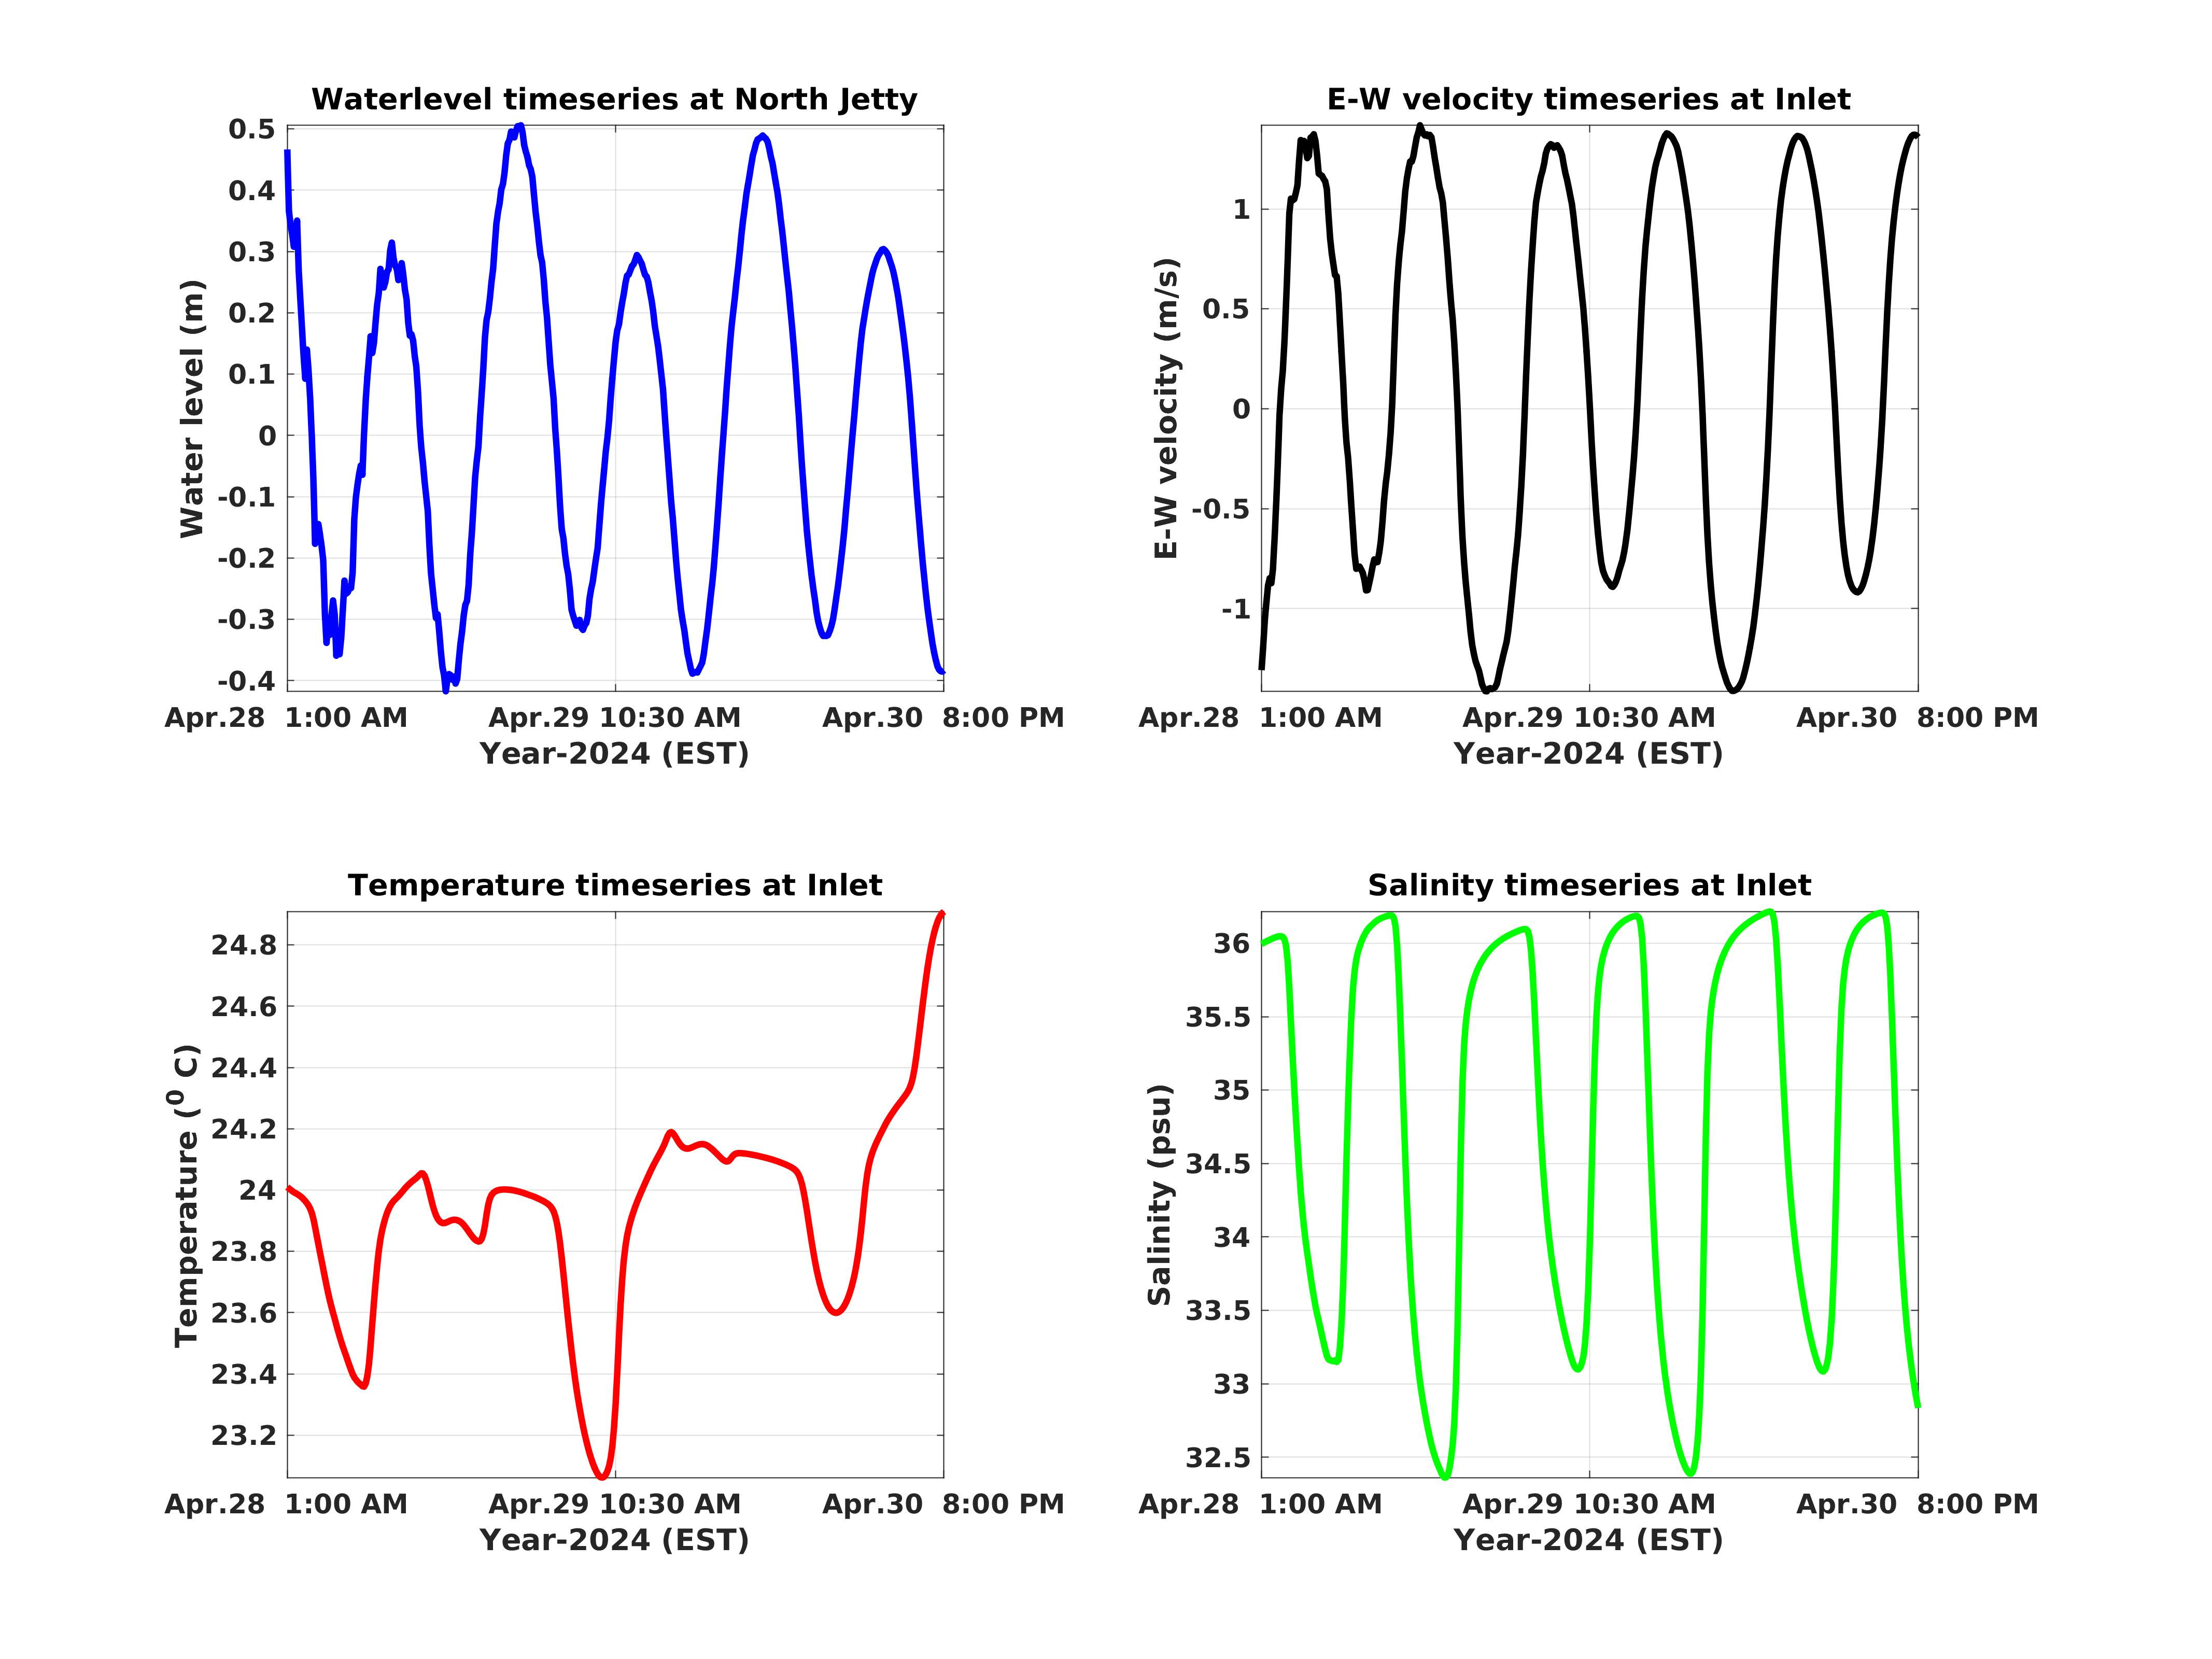 Waterlevel timeseries at North Jetty
0.5
0.4
0.3
0.2
0.1
0
-0.1
-0.2
-0.3
-0.4
Water level (m)
Apr.28 1:00 AM
Apr.29 10:30 AM
Apr.30 8:00 PM
Year-2024 (EST)
E-W velocity timeseries at Inlet
1
0.5
0
-0.5
-1
E-W velocity (m/s)
Apr.28 1:00 AM
Apr.29 10:30 AM
Apr.30 8:00 PM
Year-2024 (EST)
Temperature timeseries at Inlet
24.8
24.6
24.4
24.2
24
23.8
23.6
23.4
23.2
Temperature (⁰ C)
Apr.28 1:00 AM
Apr.29 10:30 AM
Apr.30 8:00 PM
Year-2024 (EST)
Salinity timeseries at Inlet
36
35.5
35
34.5
34
33.5
33
32.5
Salinity (psu)
Apr.28 1:00 AM
Apr.29 10:30 AM
Apr.30 8:00 PM
Year-2024 (EST)